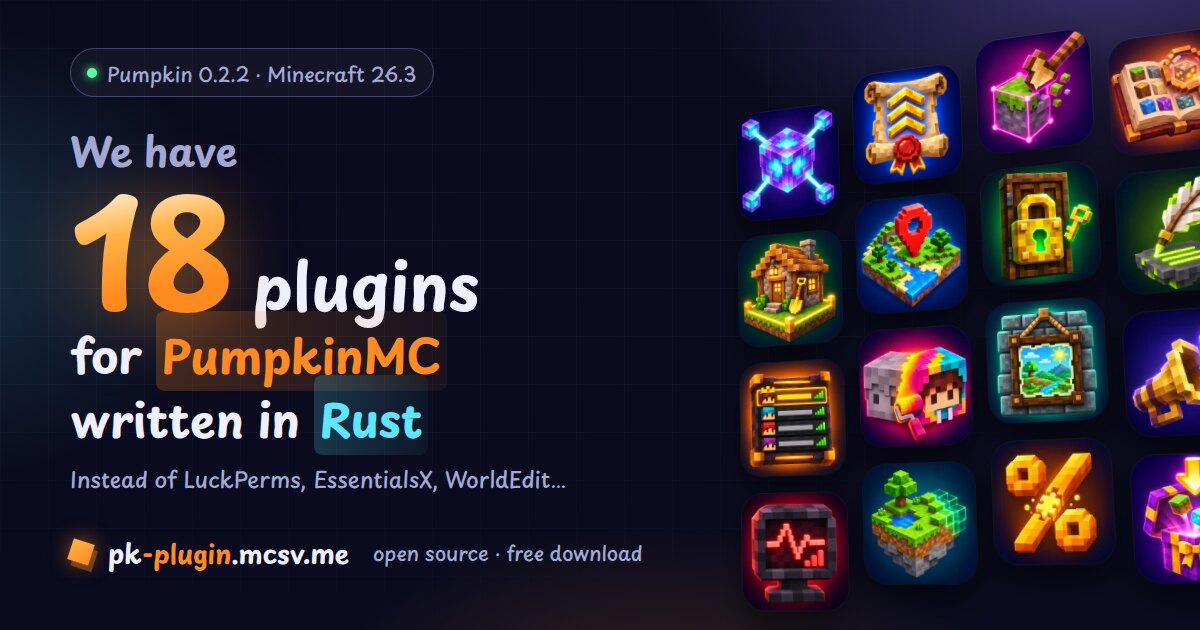 Pumpkin 0.2.2 · Minecraft 26.3
We have
18 plugins
for PumpkinMC
written in Rust
Instead of LuckPerms, EssentialsX, WorldEdit...
pk-plugin.mcsv.me open source · free download